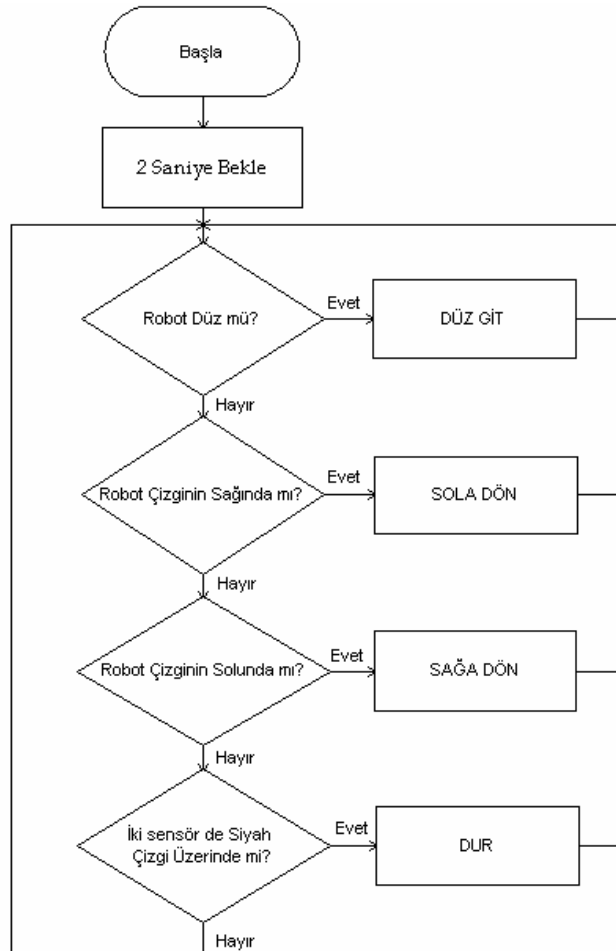 Başla
2 Saniye Bekle
Robot Düz mü?
Evet
DÜZ GİT
Hayır
Robot Çizginin Sağında mı?
Evet
SOLA DÖN
Hayır
Robot Çizginin Solunda mı?
Evet
SAĞA DÖN
Hayır
İki sensör de Siyah
Çizgi Üzerinde mi?
Evet
DUR
Hayır